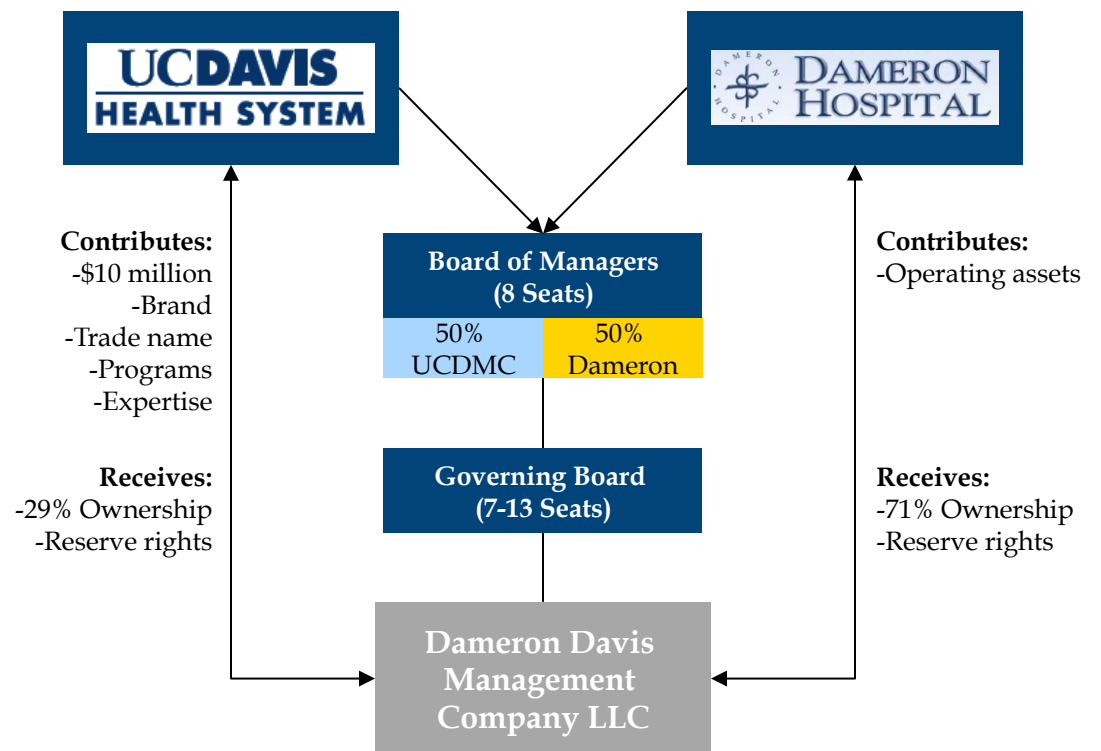 UCDAVIS
HEALTH SYSTEM
DAMERON
HOSPITAL
DAMERON
HOSPITAL
Contributes:
-$10 million
-Brand
-Trade name
-Programs
-Expertise
Receives:
-29% Ownership
-Reserve rights
Board of Managers
(8 Seats)
50%
UCDMC
50%
Dameron
Governing Board
(7-13 Seats)
Dameron Davis
Management
Company LLC
Contributes:
-Operating assets
Receives:
-71% Ownership
-Reserve rights